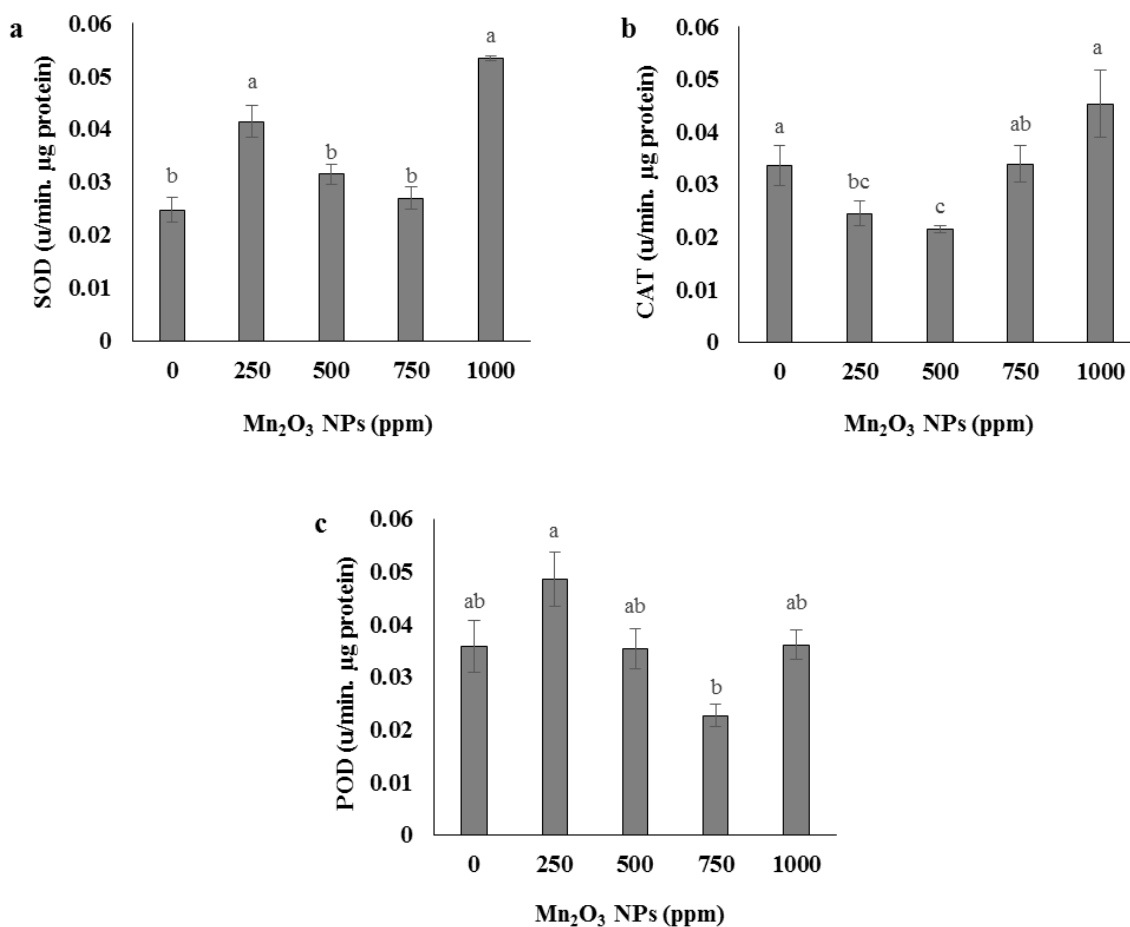 a
SOD (u/min. µg protein)
0.06
0.05
0.04
0.03
0.02
0.01
0
b
a
b
b
a
0
250
500
750
1000
Mn₂O₃ NPs (ppm)
b
CAT (u/min. µg protein)
0.06
0.05
0.04
0.03
0.02
0.01
0
a
bc
c
ab
a
0
250
500
750
1000
Mn₂O₃ NPs (ppm)
c
POD (u/min. µg protein)
0.06
0.05
0.04
0.03
0.02
0.01
0
ab
a
ab
b
ab
0
250
500
750
1000
Mn₂O₃ NPs (ppm)